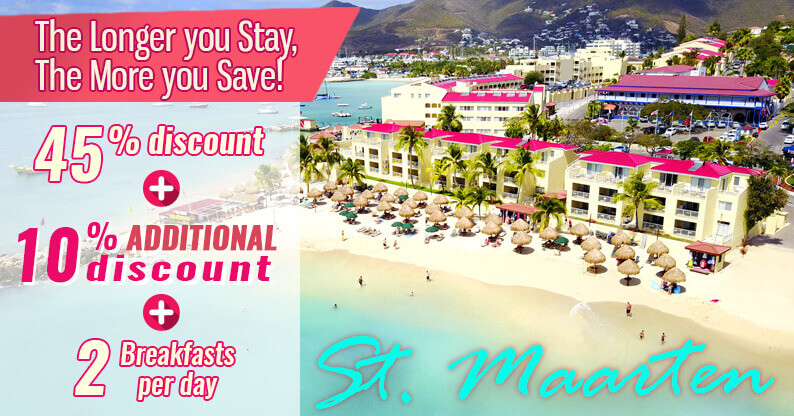 The Longer you Stay,
The More you Save!
45% discount
+
10% ADDITIONAL
discount
+
2 Breakfasts
per day
St. Maarten